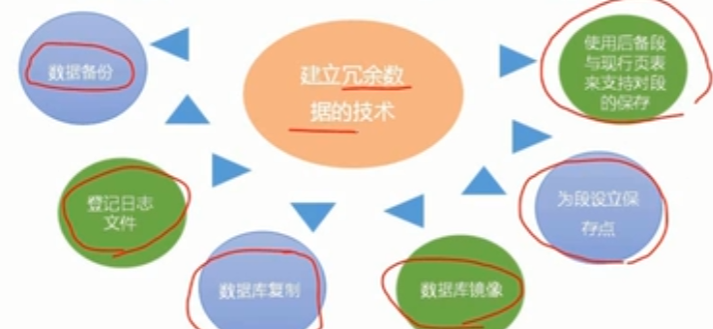 建立冗余数
据的技术
数据备份
登记日志
文件
数据库复制
数据库镜像
为段设立保
存点
使用后备段
与现行页表
来支持对段
的保存